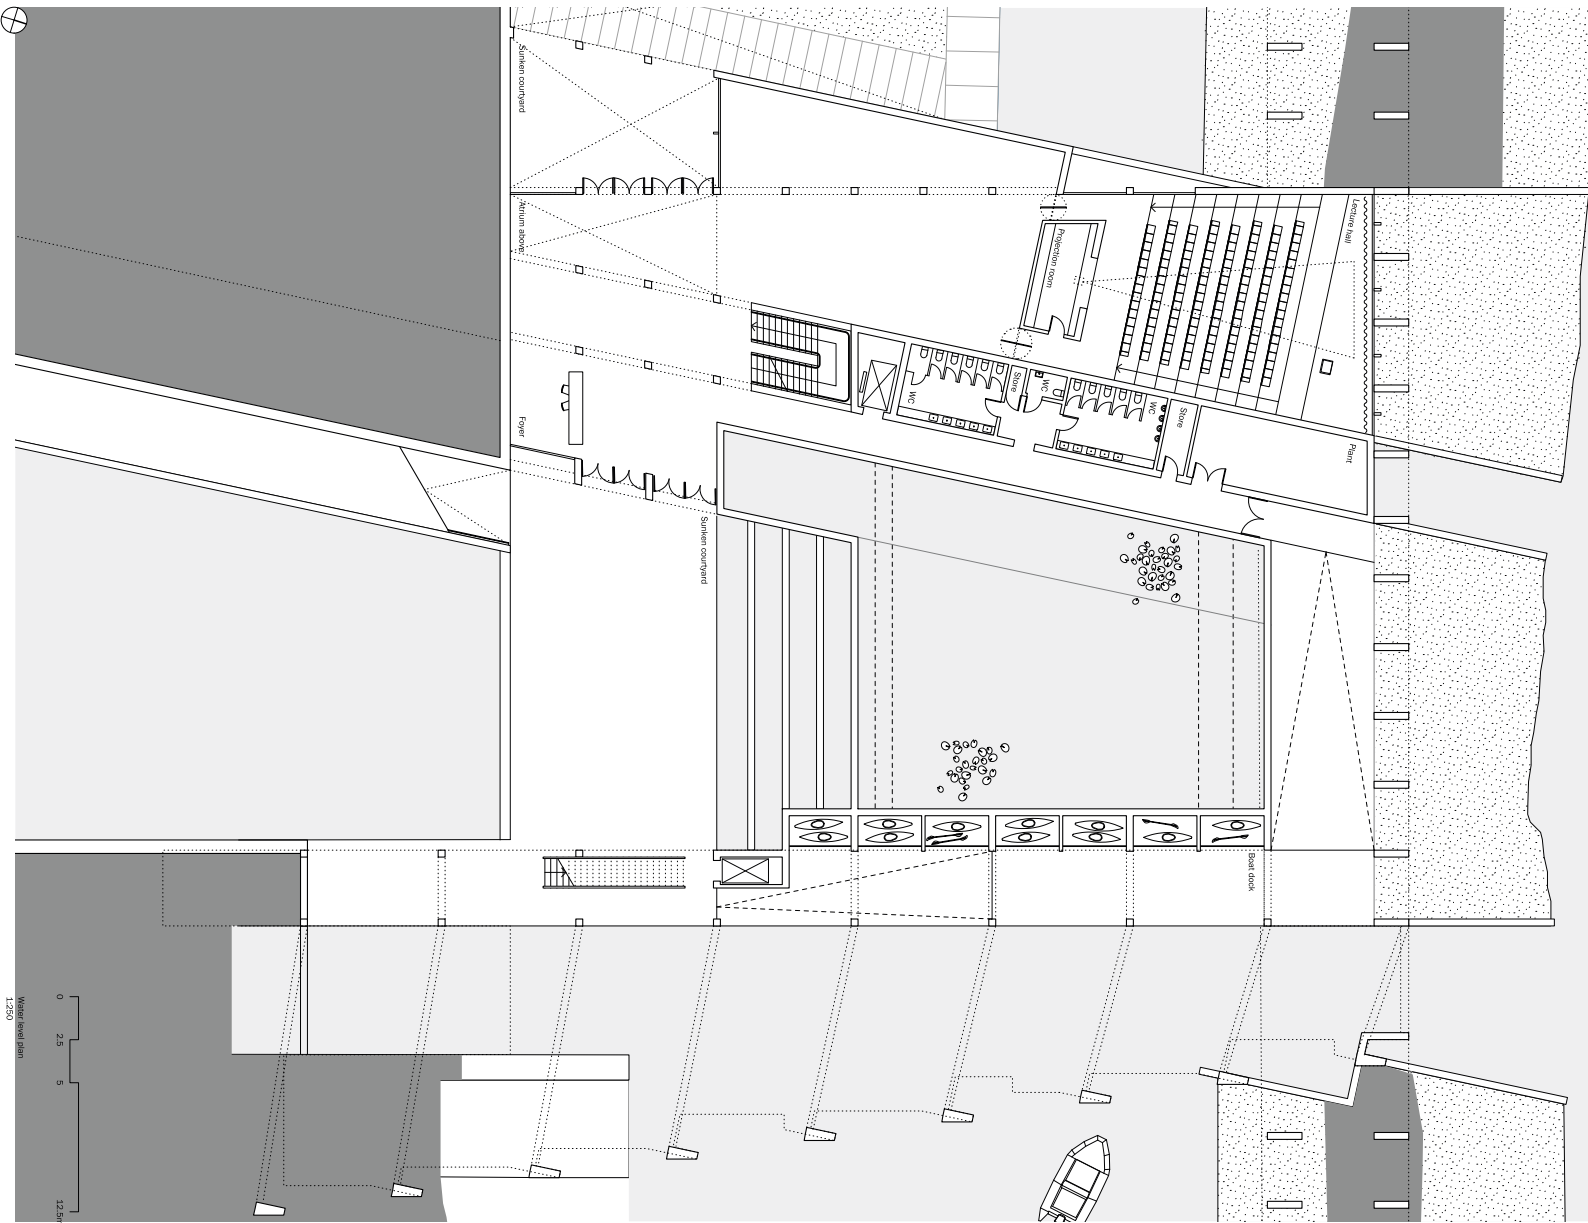 Sunken courtyard
Atrium above
Foyer
Sunken courtyard
Projection room
Lecture hall
WC
Store
WC
WC
Store
Plant
Boat dock
0
2.5
5
12.5m
Water level plan
1:250